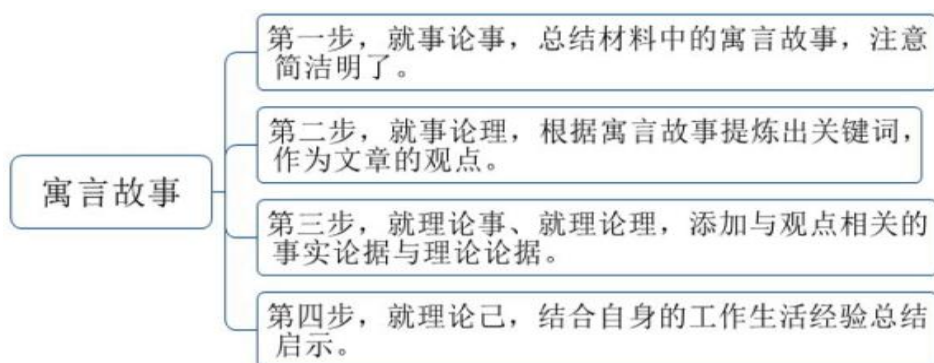 寓言故事
第一步，就事论事，总结材料中的寓言故事，注意
简洁明了。
第二步，就事论理，根据寓言故事提炼出关键词，
作为文章的观点。
第三步，就理论事、就理论理，添加与观点相关的
事实论据与理论论据。
第四步，就理论己，结合自身的工作生活经验总结
启示。